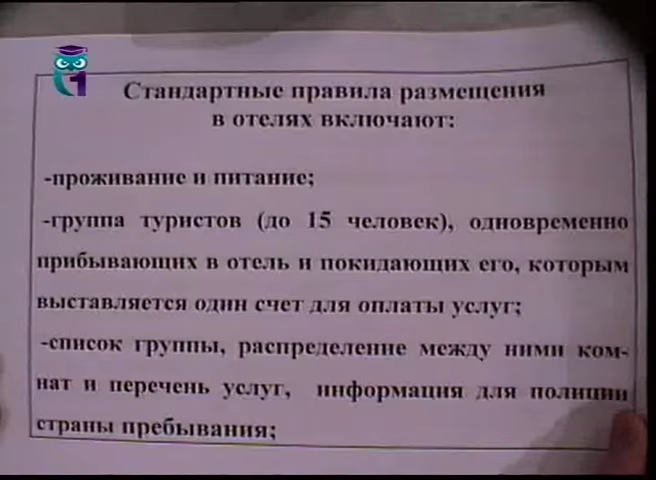 1
Стандартные правила размещения
в отелях включают:
-проживание и питание;
-группа туристов (до 15 человек), одновременно
прибывающих в отель и покидающих его, которым
выставляется один счет для оплаты услуг;
-список группы, распределение между ними ком-
нат и перечень услуг, информация для полиции
страны пребывания;